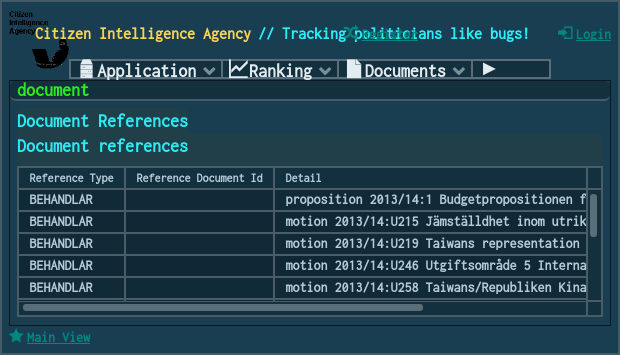 Citizen
Intelligence
Agency
Citizen Intelligence Agency // Tracking politicians like bugs!
Register
Login
Application
Ranking
Documents
document
Document References
Document references
Reference Type Reference Document Id Detail
BEHANDLAR proposition 2013/14:1 Budgetpropositionen f
BEHANDLAR motion 2013/14:U215 Jämställdhet inom utrik
BEHANDLAR motion 2013/14:U219 Taiwans representation
BEHANDLAR motion 2013/14:U246 Utgiftsområde 5 Interna
BEHANDLAR motion 2013/14:U258 Taiwan/Republiken Kina
Main View